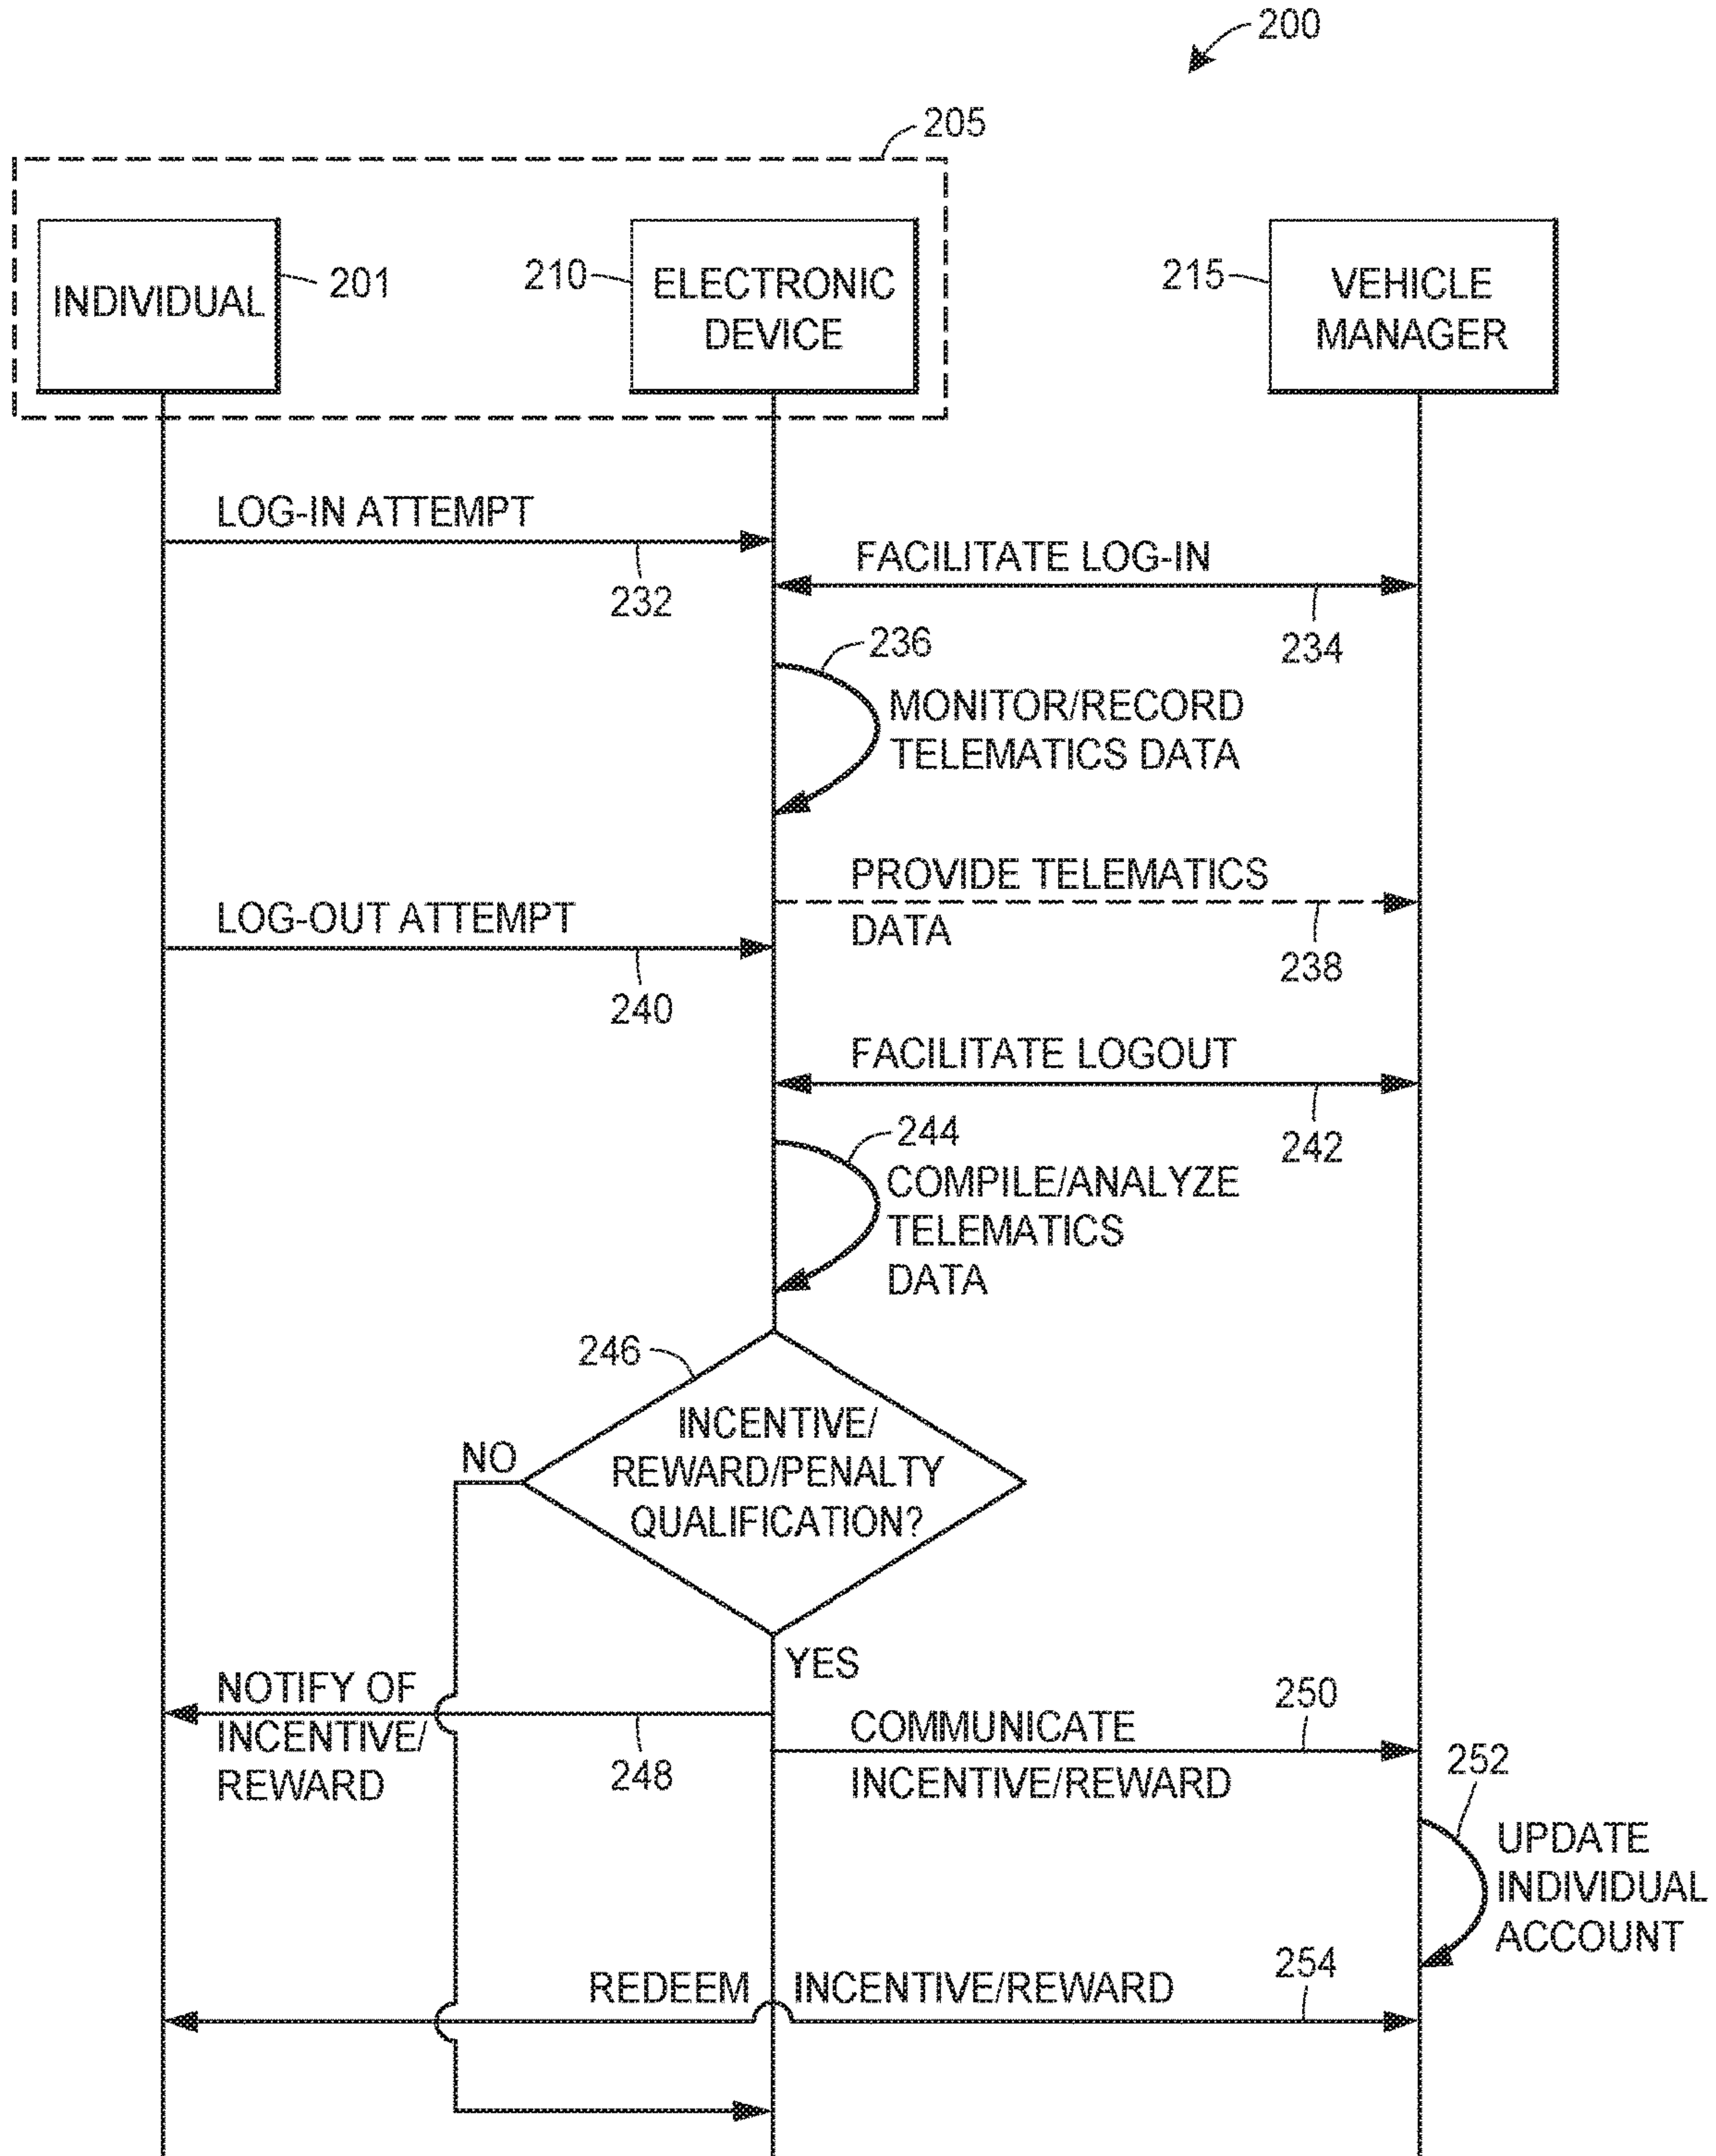 200
205
INDIVIDUAL
201
210
ELECTRONIC
DEVICE
215
VEHICLE
MANAGER
LOG-IN ATTEMPT
232
FACILITATE LOG-IN
234
236
MONITOR/RECORD
TELEMATICS DATA
PROVIDE TELEMATICS
DATA
238
LOG-OUT ATTEMPT
240
FACILITATE LOGOUT
242
244
COMPILE/ANALYZE
TELEMATICS
DATA
246
INCENTIVE/
REWARD/PENALTY
QUALIFICATION?
NO
YES
NOTIFY OF
INCENTIVE/
REWARD
248
COMMUNICATE
INCENTIVE/REWARD
250
252
UPDATE
INDIVIDUAL
ACCOUNT
REDEEM INCENTIVE/REWARD
254